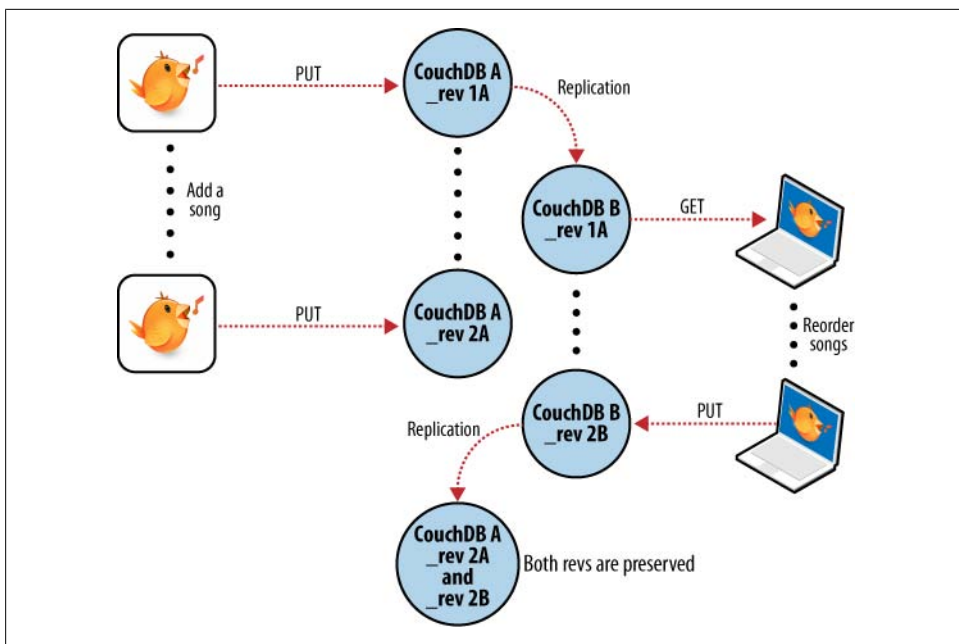 PUT
CouchDB A
_rev 1A
Replication
Add a
song
CouchDB B
_rev 1A
GET
PUT
CouchDB A
_rev 2A
Reorder
songs
CouchDB B
_rev 2B
PUT
Replication
CouchDB A
_rev 2A
and
_rev 2B
Both revs are preserved